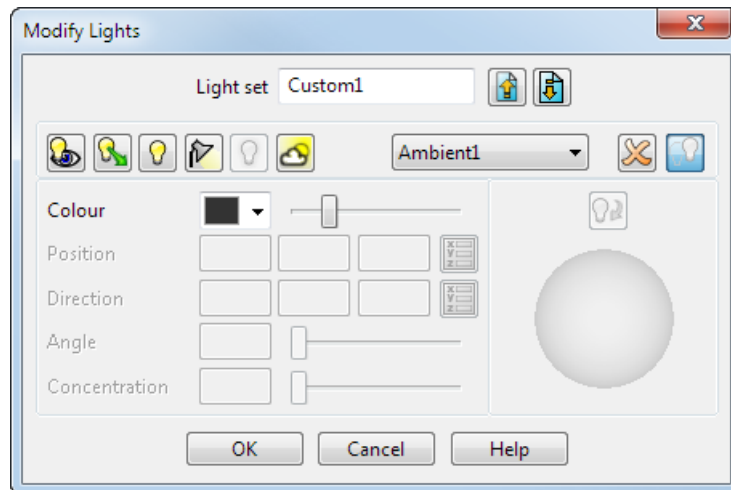 Modify Lights
Light set Custom1
Ambient1
Colour
Position
x
y
z
Direction
x
y
z
Angle
Concentration
OK Cancel Help